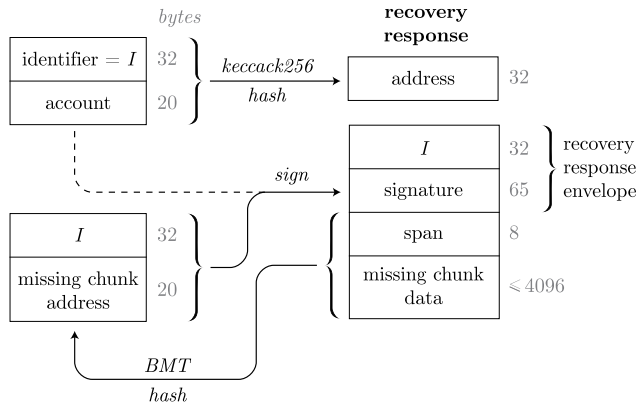 bytes
recovery
response
identifier = I
32
keccack256
hash
address
32
account
20
I
32
recovery
response
envelope
sign
signature
65
I
32
span
8
missing chunk
address
20
missing chunk
data
⩽4096
BMT
hash